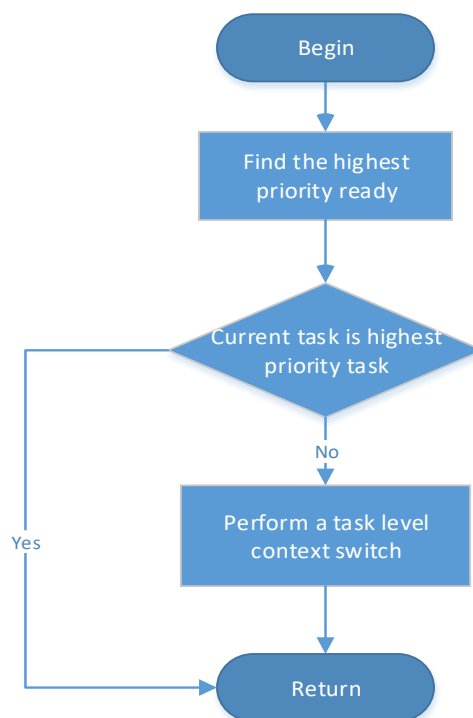 Begin
Find the highest
priority ready
Current task is highest
priority task
No
Perform a task level
context switch
Yes
Return